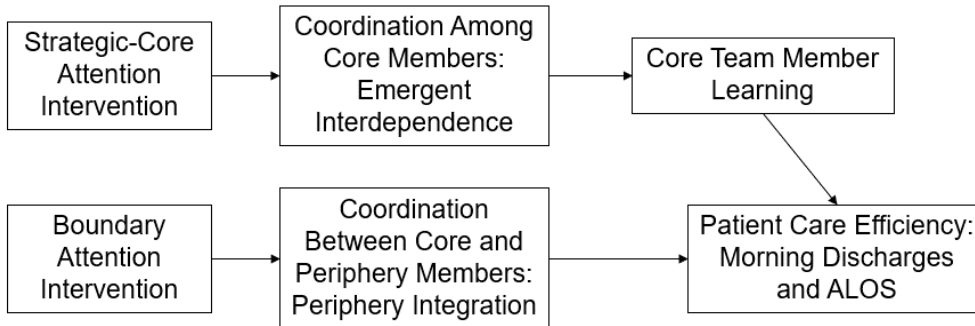 Strategic-Core
Attention
Intervention
Coordination Among
Core Members:
Emergent
Interdependence
Core Team Member
Learning
Boundary
Attention
Intervention
Coordination
Between Core and
Periphery Members:
Periphery Integration
Patient Care Efficiency:
Morning Discharges
and ALOS